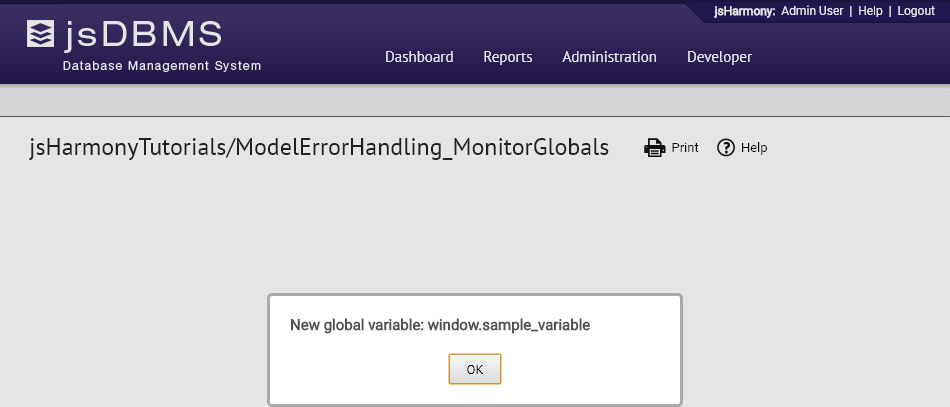 jsHarmony: Admin User | Help | Logout
jsDBMS
Database Management System
Dashboard Reports Administration Developer
jsHarmonyTutorials/ModelErrorHandling_MonitorGlobals Print Help
New global variable: window.sample_variable
OK